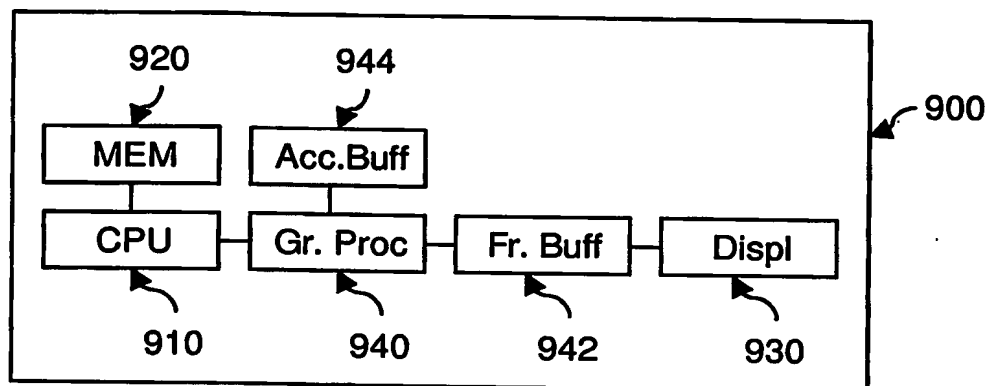 920
944
900
MEM
Acc.Buff
CPU
Gr. Proc
Fr. Buff
Displ
910
940
942
930